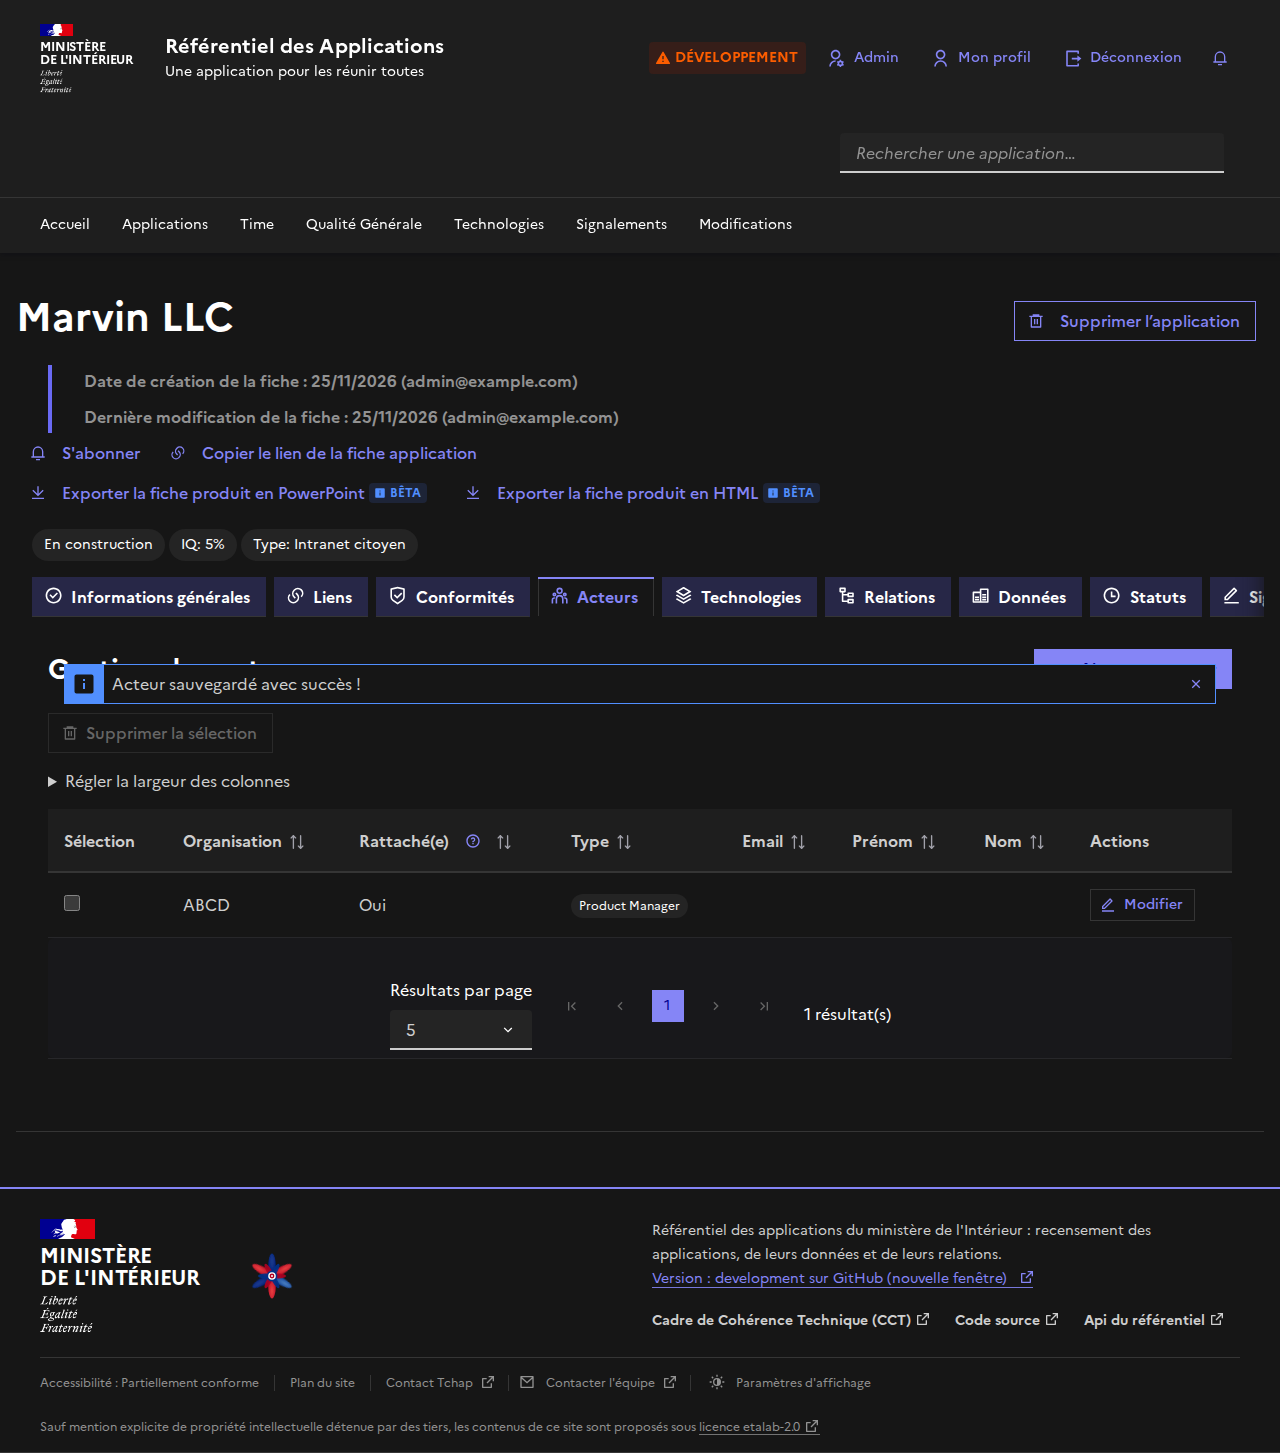 MINISTÈRE
DE L'INTÉRIEUR
Liberté
Égalité
Fraternité
Référentiel des Applications
Une application pour les réunir toutes
DÉVELOPPEMENT
Admin
Mon profil
Déconnexion
Rechercher une application...
Accueil
Applications
Time
Qualité Générale
Technologies
Signalements
Modifications
Marvin LLC
Supprimer l’application
Date de création de la fiche : 25/11/2026 (admin@example.com)
Dernière modification de la fiche : 25/11/2026 (admin@example.com)
S'abonner
Copier le lien de la fiche application
Exporter la fiche produit en PowerPoint
BÊTA
Exporter la fiche produit en HTML
BÊTA
En construction
IQ: 5%
Type: Intranet citoyen
Informations générales
Liens
Conformités
Acteurs
Technologies
Relations
Données
Statuts
Acteur sauvegardé avec succès !
Supprimer la sélection
Régler la largeur des colonnes
Sélection
Organisation
Rattaché(e)
Type
Email
Prénom
Nom
Actions
ABCD
Oui
Product Manager
Modifier
Résultats par page
5
1
1 résultat(s)
MINISTÈRE
DE L'INTÉRIEUR
Liberté
Égalité
Fraternité
Référentiel des applications du ministère de l'Intérieur : recensement des
applications, de leurs données et de leurs relations.
Version : development sur GitHub (nouvelle fenêtre)
Cadre de Cohérence Technique (CCT)
Code source
Api du référentiel
Accessibilité : Partiellement conforme
Plan du site
Contact Tchap
Contacter l'équipe
Paramètres d'affichage
Sauf mention explicite de propriété intellectuelle détenue par des tiers, les contenus de ce site sont proposés sous licence etalab-2.0